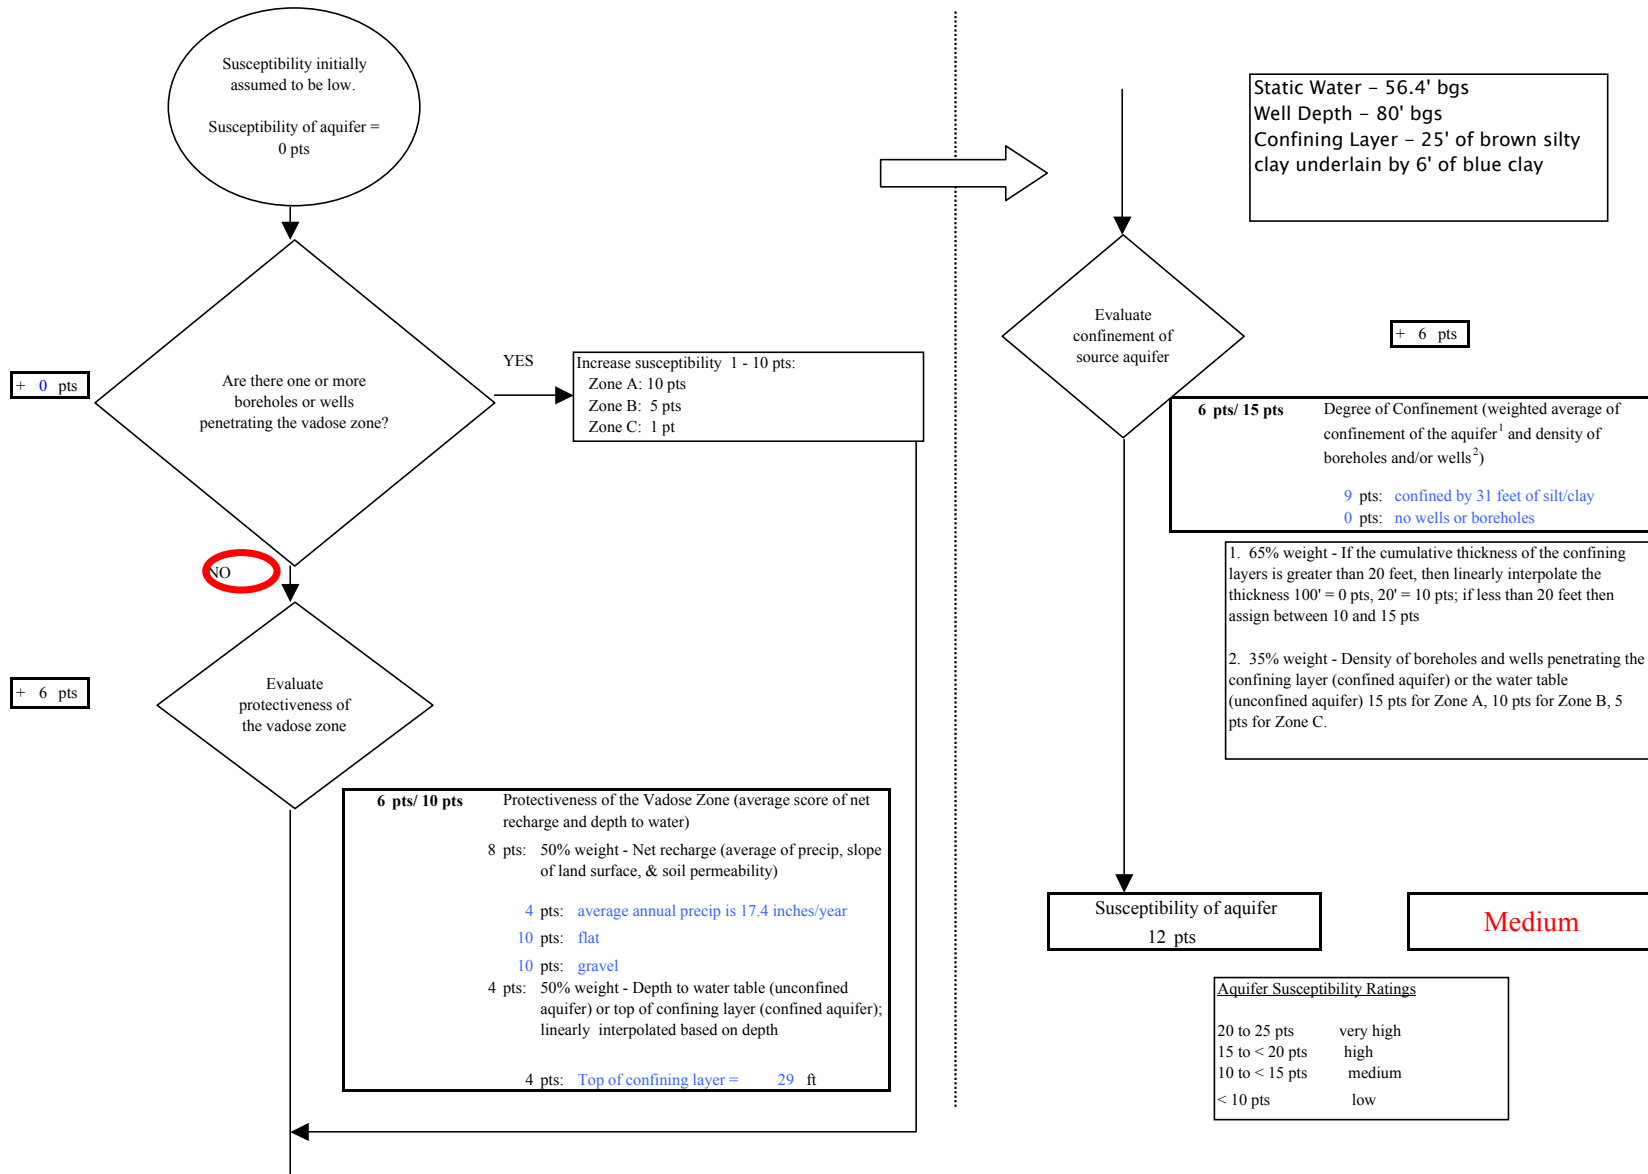 Susceptibility initially
assumed to be low.
Susceptibility of aquifer =
0 pts
+ 0 pts
Are there one or more
boreholes or wells
penetrating the vadose zone?
YES
Increase susceptibility 1 - 10 pts:
Zone A: 10 pts
Zone B: 5 pts
Zone C: 1 pt
NO
+ 6 pts
Evaluate
protectiveness of
the vadose zone
6 pts/ 10 pts
Protectiveness of the Vadose Zone (average score of net
recharge and depth to water)
8 pts: 50% weight - Net recharge (average of precip, slope
of land surface, & soil permeability)
4 pts: average annual precip is 17.4 inches/year
10 pts: flat
10 pts: gravel
4 pts: 50% weight - Depth to water table (unconfined
aquifer) or top of confining layer (confined aquifer);
linearly interpolated based on depth
4 pts: Top of confining layer = 29 ft
Static Water – 56.4' bgs
Well Depth – 80' bgs
Confining Layer – 25' of brown silty
clay underlain by 6' of blue clay
Evaluate
confinement of
source aquifer
+ 6 pts
6 pts/ 15 pts
Degree of Confinement (weighted average of
confinement of the aquifer1 and density of
boreholes and/or wells2)
9 pts: confined by 31 feet of silt/clay
0 pts: no wells or boreholes
1. 65% weight - If the cumulative thickness of the confining
layers is greater than 20 feet, then linearly interpolate the
thickness 100' = 0 pts, 20' = 10 pts; if less than 20 feet then
assign between 10 and 15 pts
2. 35% weight - Density of boreholes and wells penetrating the
confining layer (confined aquifer) or the water table
(unconfined aquifer) 15 pts for Zone A, 10 pts for Zone B, 5
pts for Zone C.
Susceptibility of aquifer
12 pts
Medium
Aquifer Susceptibility Ratings
20 to 25 pts very high
15 to < 20 pts high
10 to < 15 pts medium
< 10 pts low